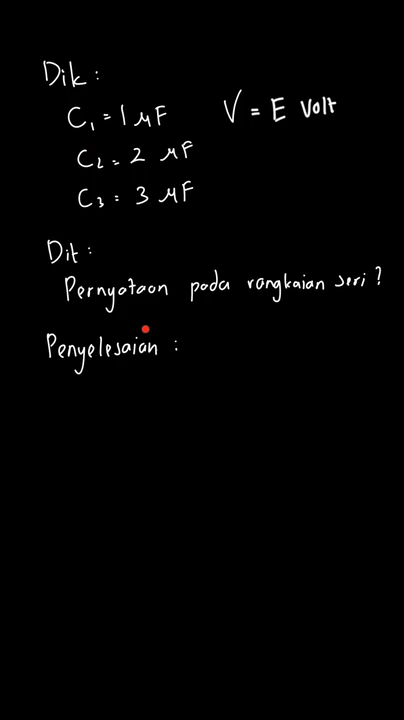 Dik :
C₁ = 1 μF V = E Volt
C₂ = 2 μF
C₃ = 3 μF
Dit :
Pernyataan pada rangkaian seri ?
Penyelesaian :